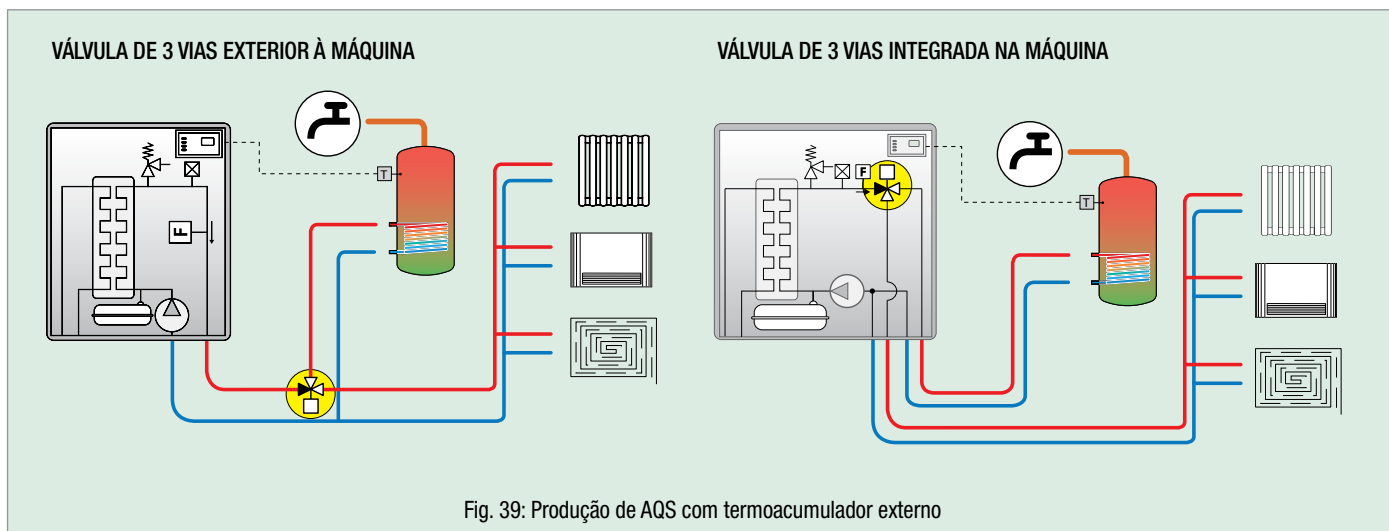 VÁLVULA DE 3 VIAS EXTERIOR À MÁQUINA
F
T
VÁLVULA DE 3 VIAS INTEGRADA NA MÁQUINA
F
T
Fig. 39: Produção de AQS com termoacumulador externo